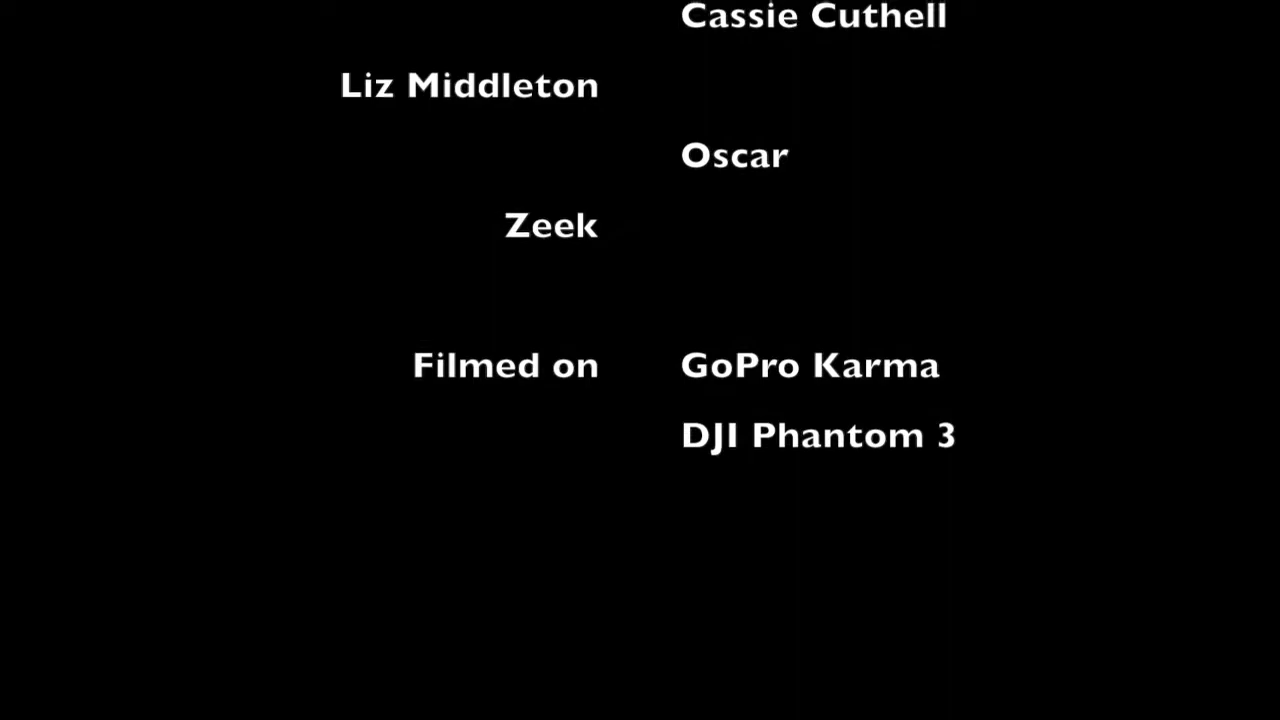 Cassie Cuthell
Liz Middleton
Oscar
Zeek
Filmed on GoPro Karma
DJI Phantom 3